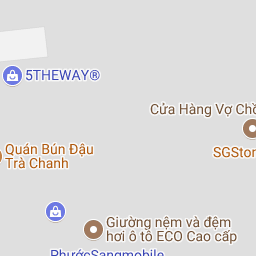 5THEWAY®
Cửa Hàng Vợ Chồ
SGStor
Quán Bún Đậu
Trà Chanh
Giường nệm và đệm
hơi ô tô ECO Cao cấp
PhướcSangmobile